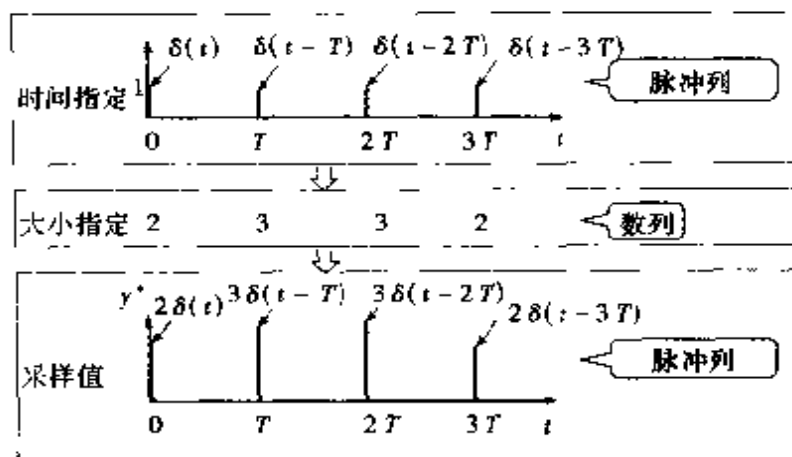 δ(t) δ(t-T) δ(t-2T) δ(t-3T)
时间指定 1 脉冲列
0 T 2T 3T t
大小指定 2 3 3 2 数列
y* 2δ(t) 3δ(t-T) 3δ(t-2T) 2δ(t-3T)
采样值 脉冲列
0 T 2T 3T t